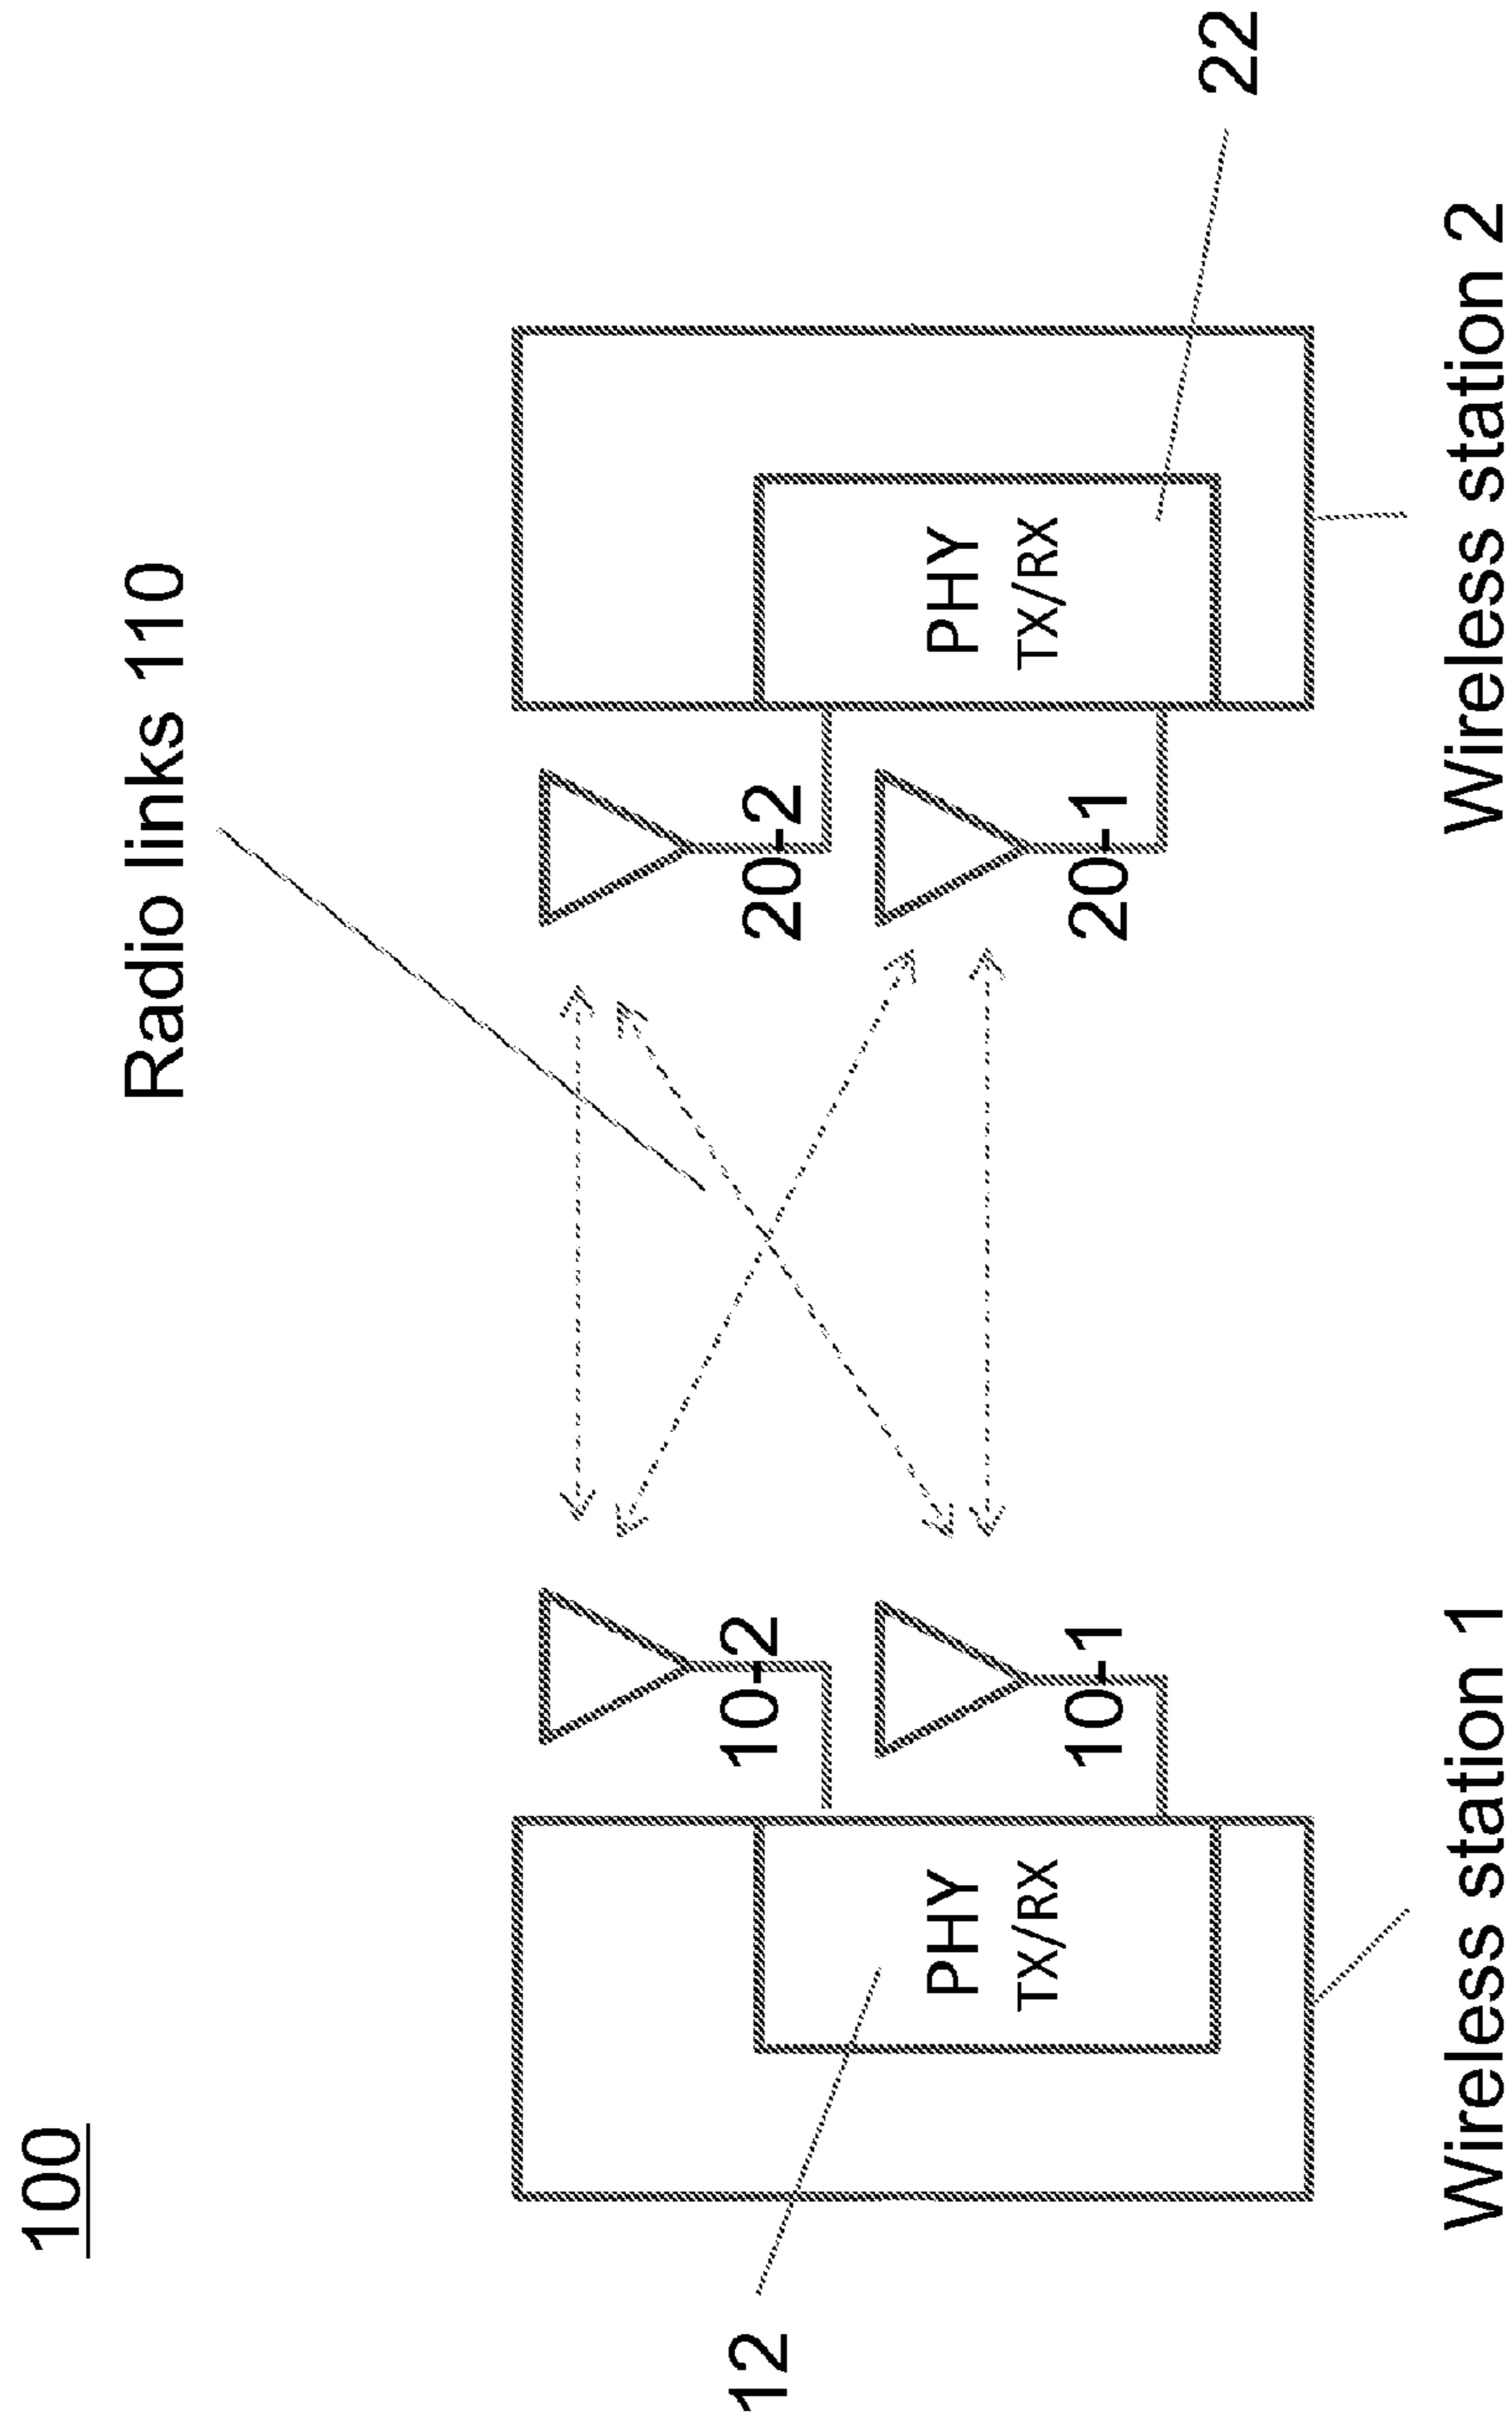 100
Radio links 110
10-2
20-2
12
PHY
TX/RX
PHY
TX/RX
22
10-1
20-1
Wireless station 1
Wireless station 2